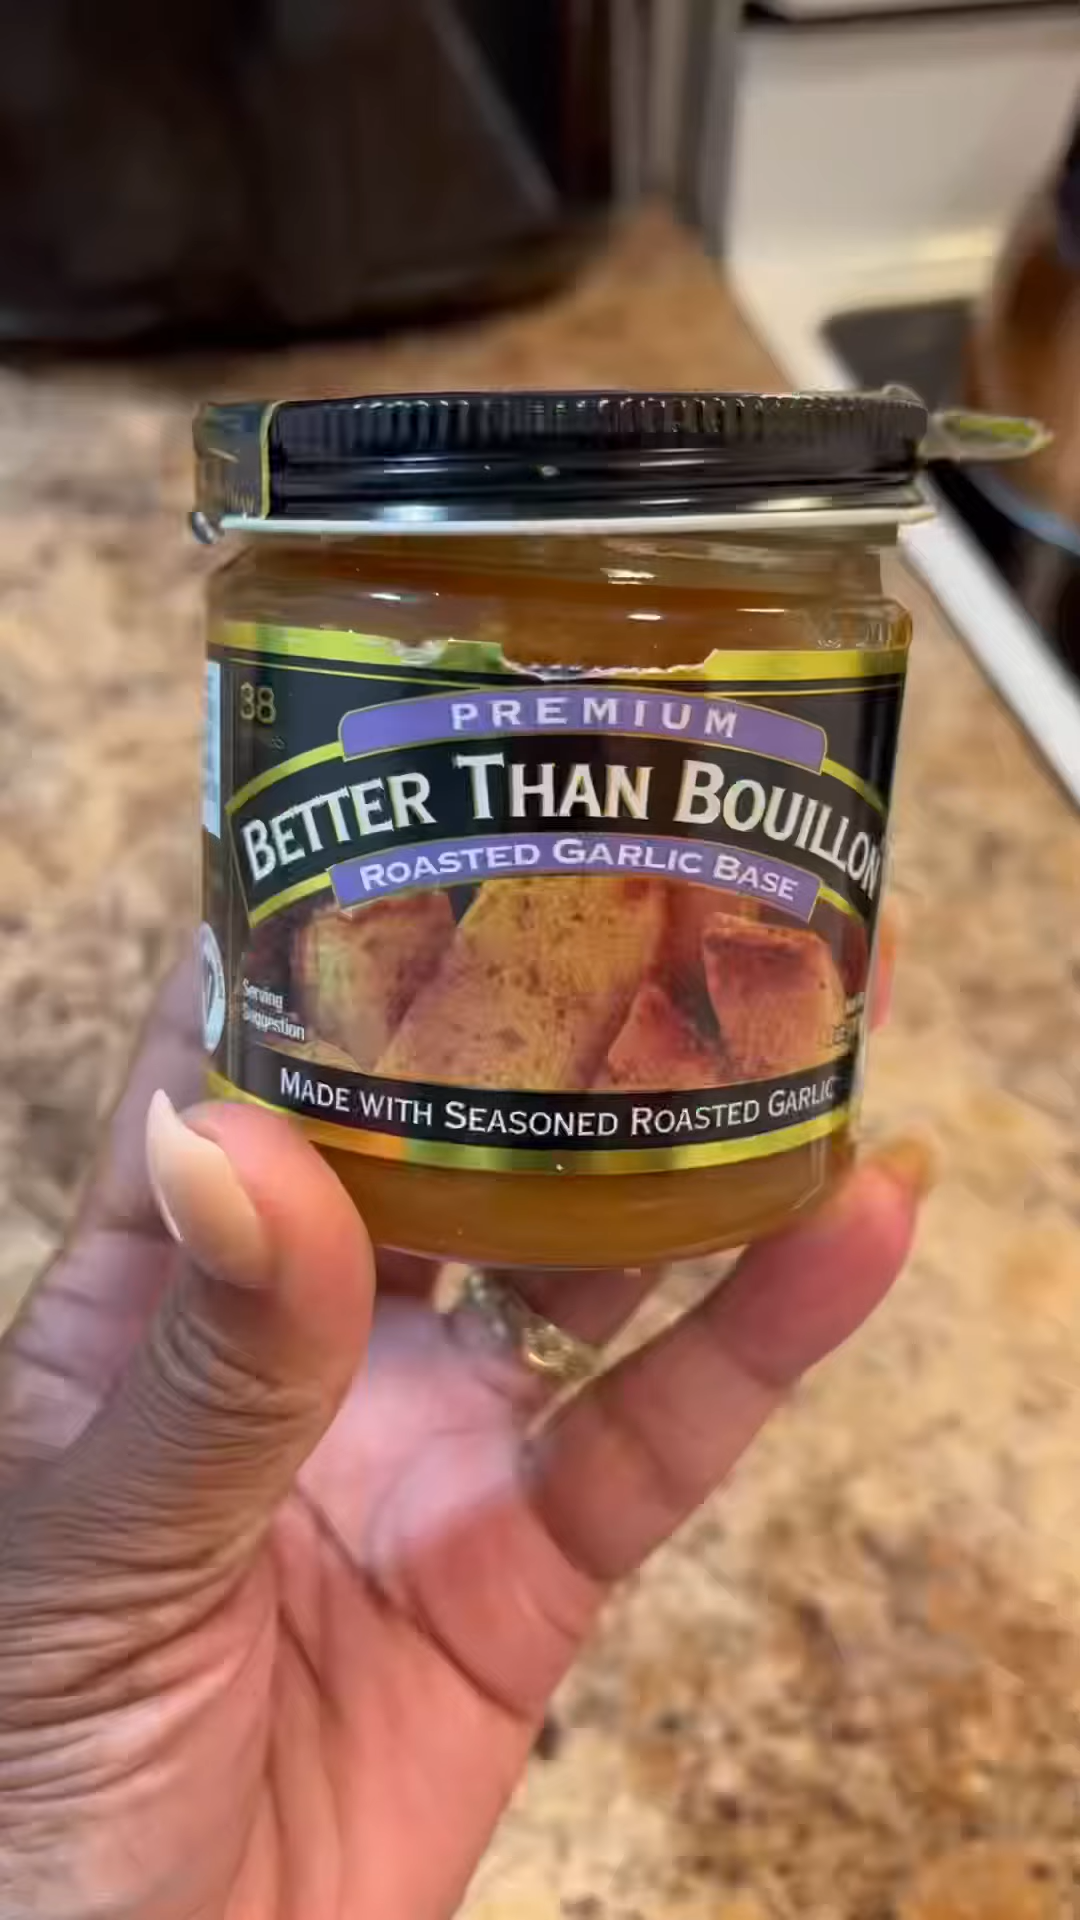 38
PREMIUM
BETTER THAN BOUILLON
ROASTED GARLIC BASE
Serving
Suggestion
MADE WITH SEASONED ROASTED GARLIC